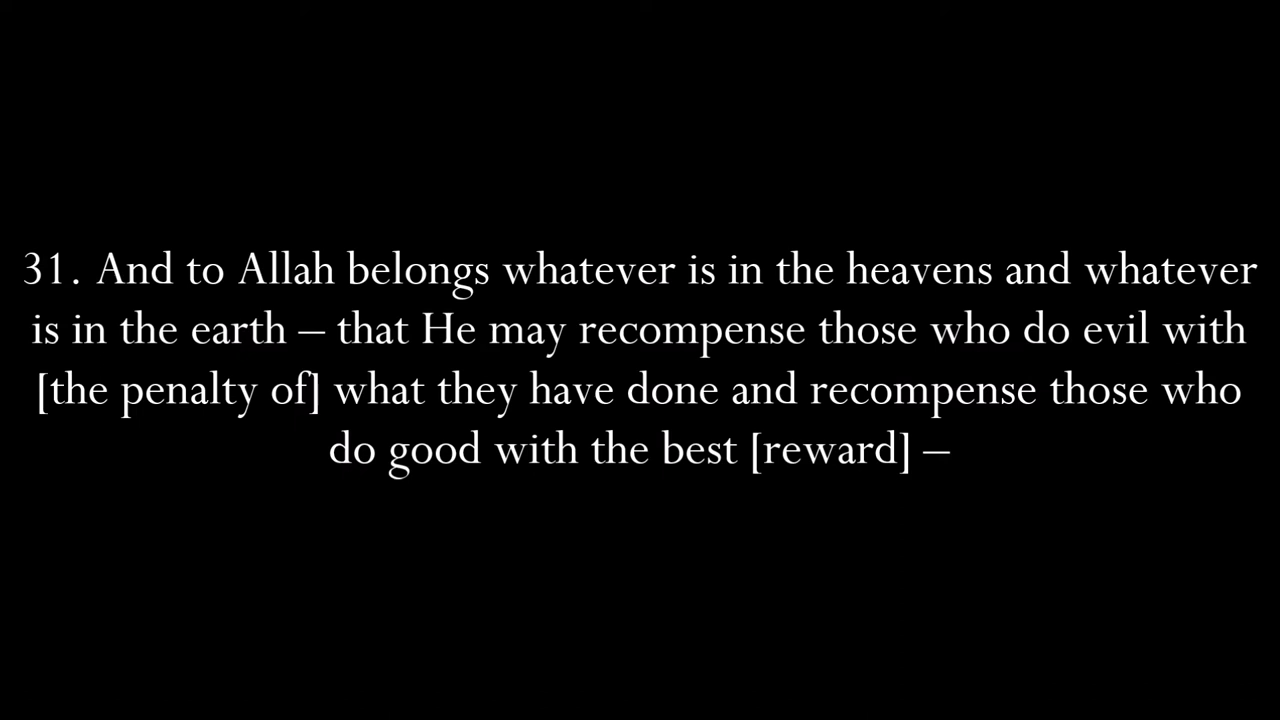 31. And to Allah belongs whatever is in the heavens and whatever
is in the earth – that He may recompense those who do evil with
[the penalty of] what they have done and recompense those who
do good with the best [reward] –